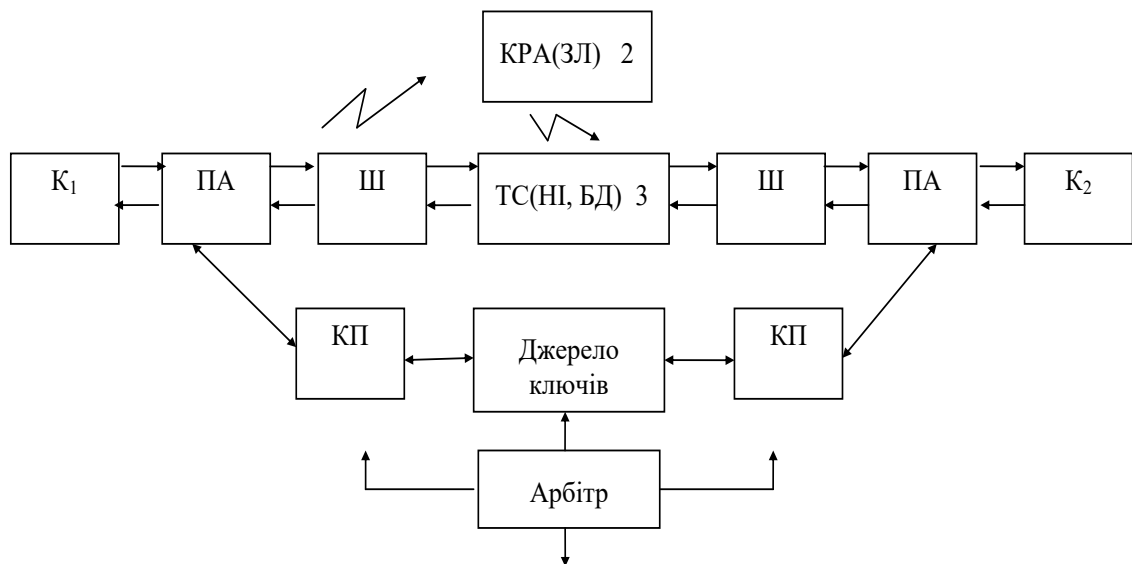 КРА(ЗЛ) 2
К₁
ПА
Ш
ТС(НІ, БД) 3
Ш
ПА
К₂
КП
Джерело
ключів
КП
Арбітр